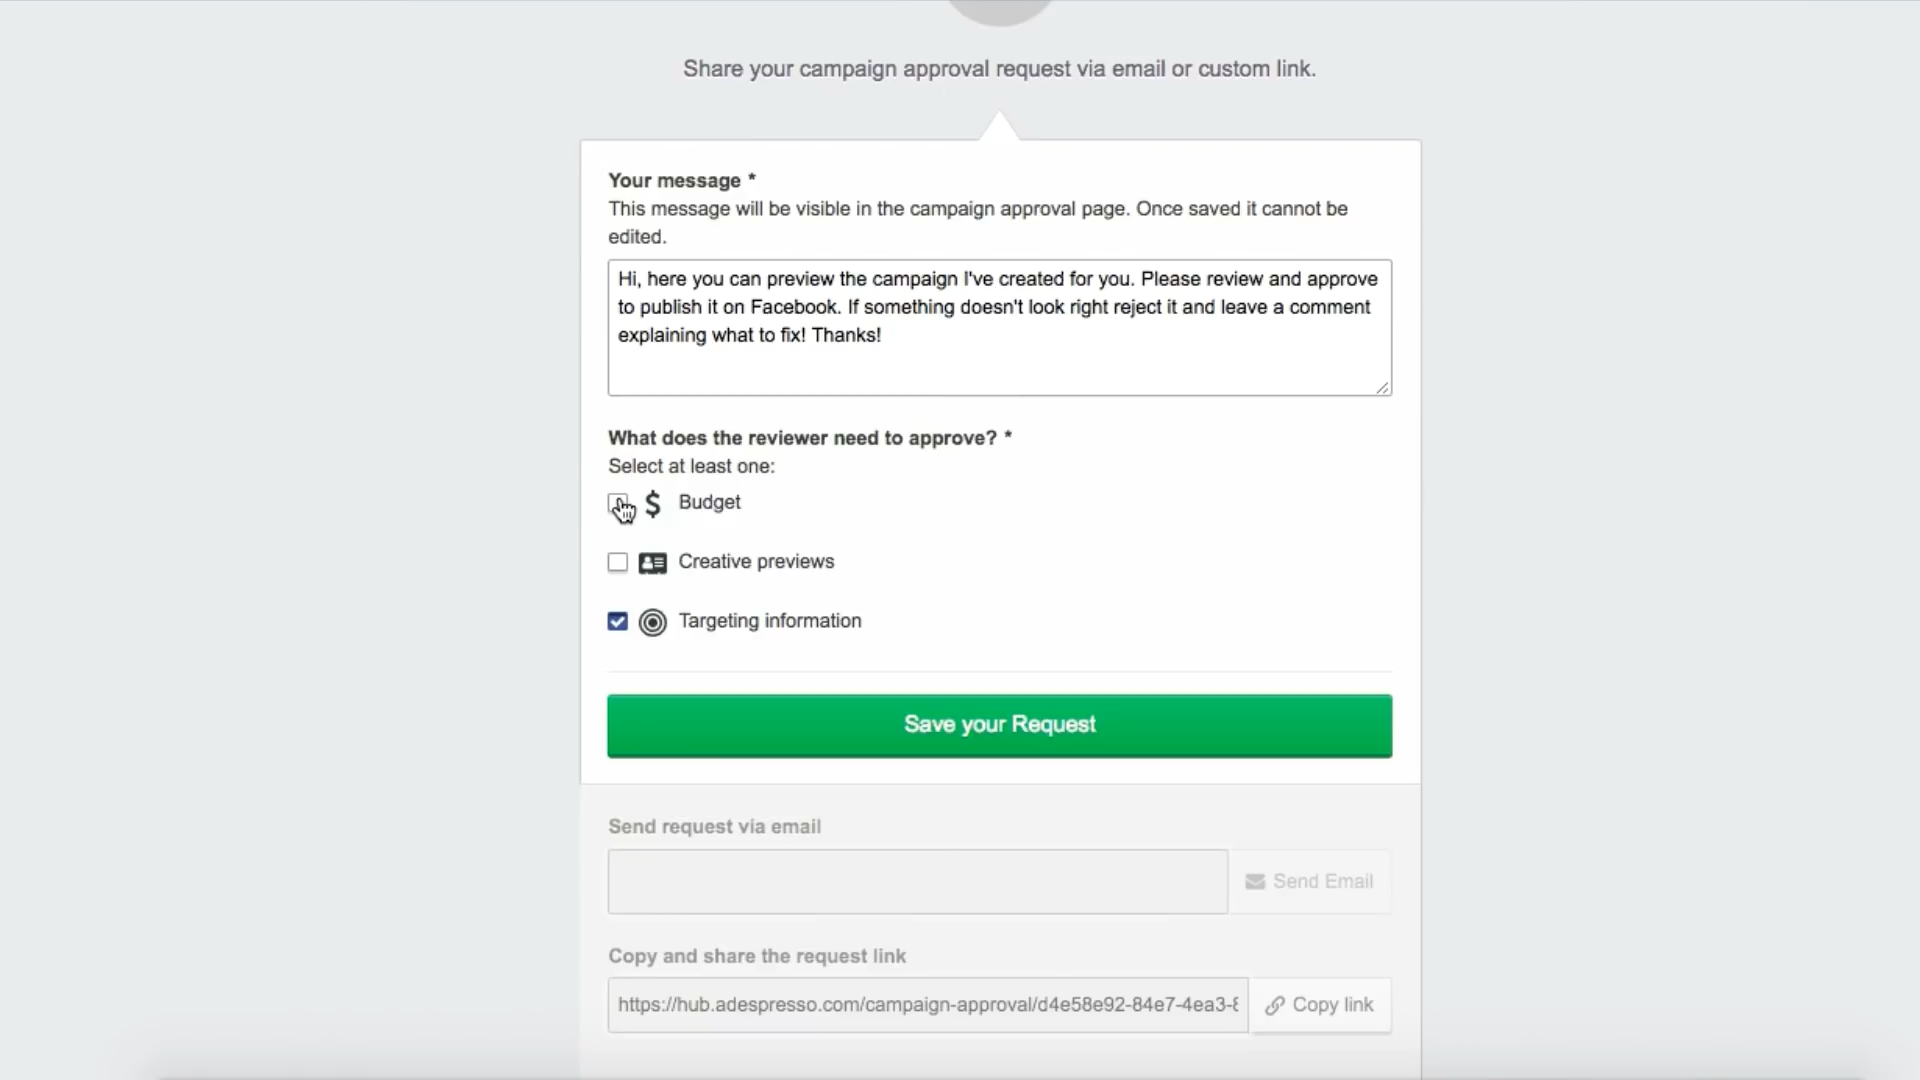 Share your campaign approval request via email or custom link.
Your message *
This message will be visible in the campaign approval page. Once saved it cannot be
edited.
Hi, here you can preview the campaign I've created for you. Please review and approve
to publish it on Facebook. If something doesn't look right reject it and leave a comment
explaining what to fix! Thanks!
What does the reviewer need to approve? *
Select at least one:
$ Budget
Creative previews
Targeting information
Save your Request
Send request via email
Send Email
Copy and share the request link
https://hub.adespresso.com/campaign-approval/d4e58e92-84e7-4ea3-
Copy link